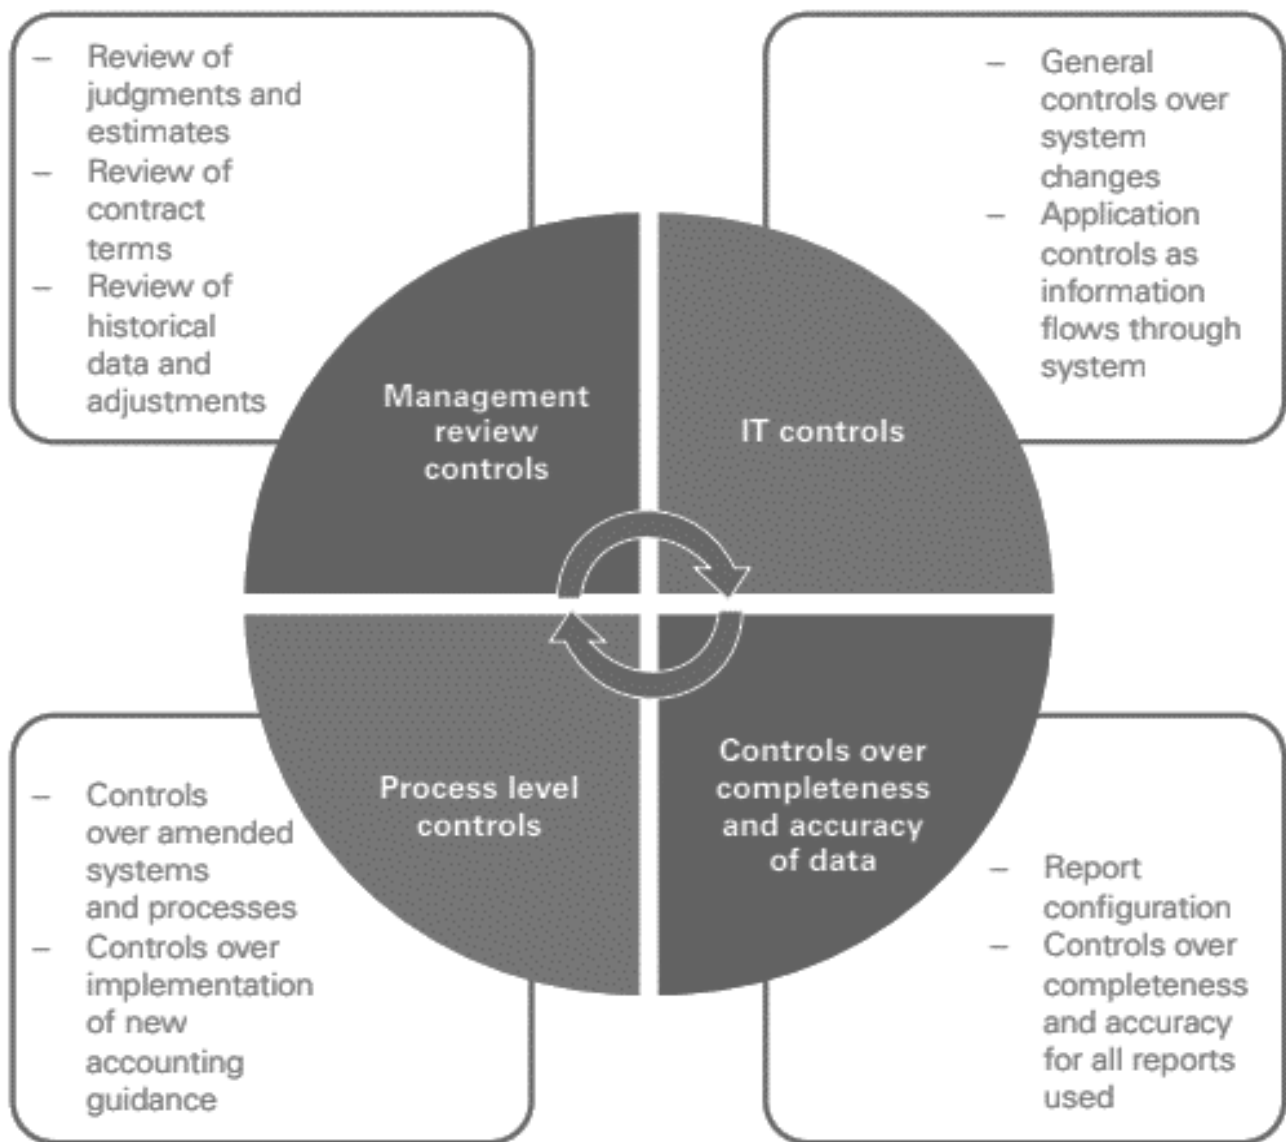 – Review of
judgments and
estimates
– Review of
contract
terms
– Review of
historical
data and
adjustments
– General
controls over
system
changes
– Application
controls as
information
flows through
system
Management
review
controls
IT controls
Process level
controls
Controls over
completeness
and accuracy
of data
– Controls
over amended
systems
and processes
– Controls over
implementation
of new
accounting
guidance
– Report
configuration
– Controls over
completeness
and accuracy
for all reports
used